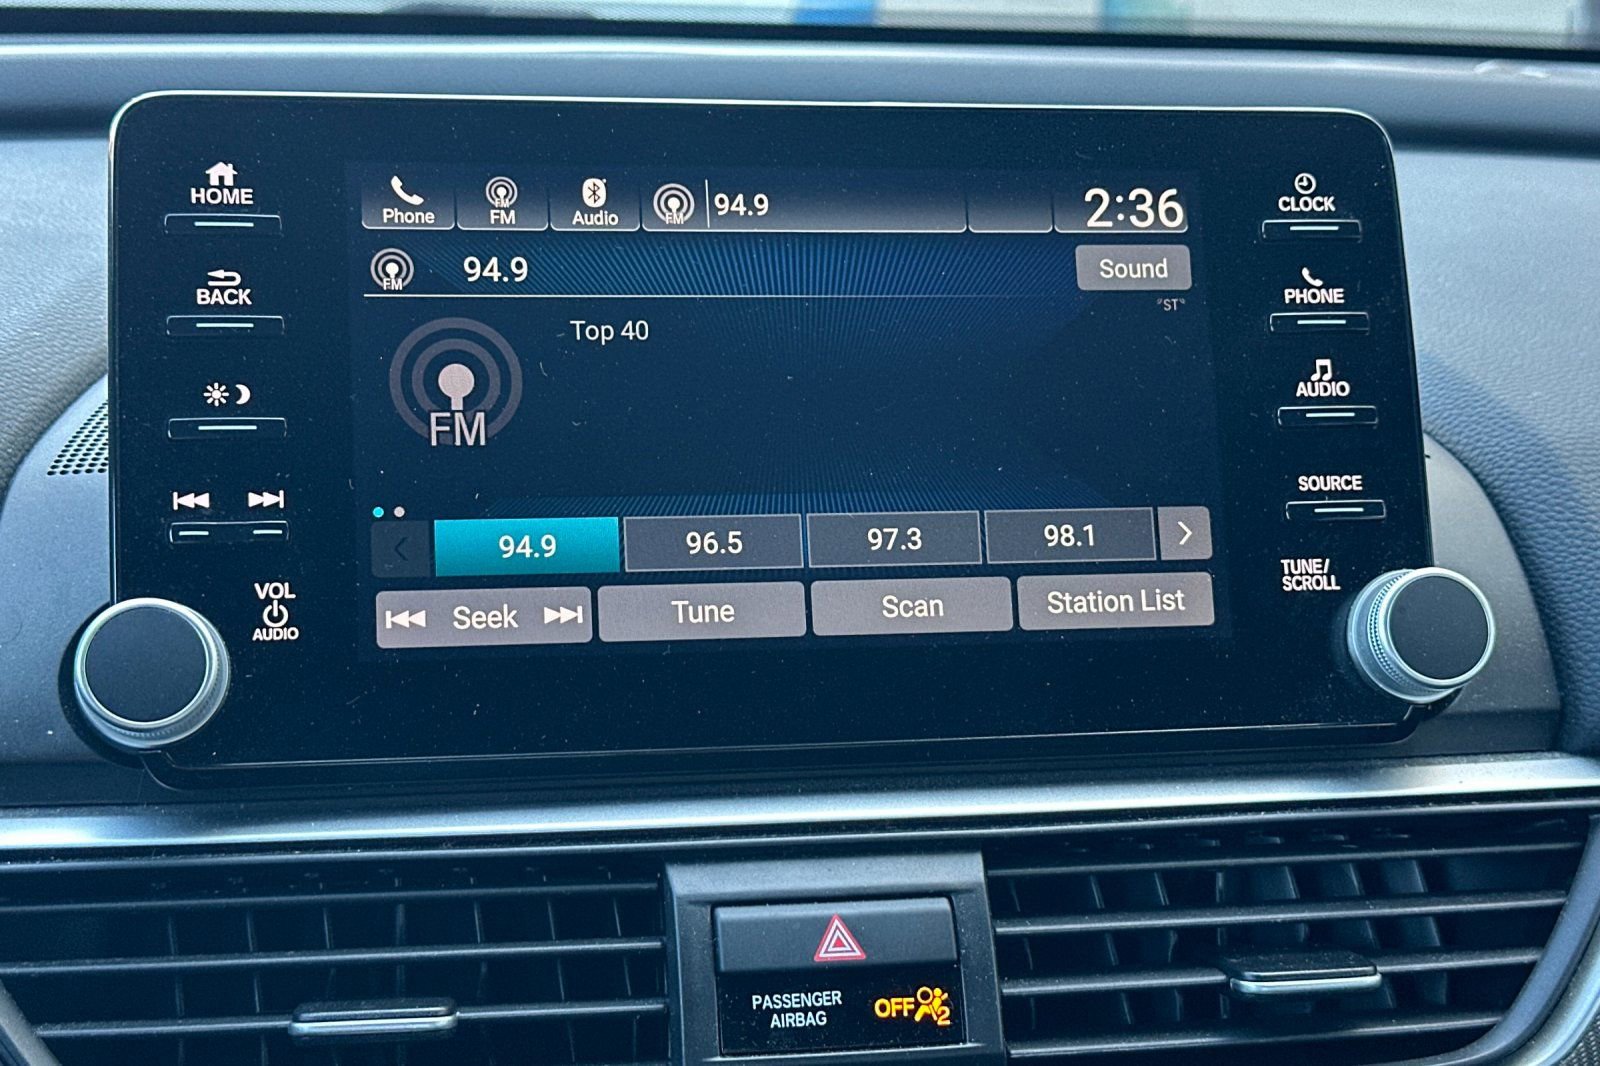 HOME
BACK
VOL
AUDIO
Phone
FM
FM
Audio
FM
94.9
2:36
FM
94.9
Sound
"ST"
Top 40
FM
94.9
96.5
97.3
98.1
Seek
Tune
Scan
Station List
CLOCK
PHONE
AUDIO
SOURCE
TUNE/
SCROLL
PASSENGER
AIRBAG
OFF
2